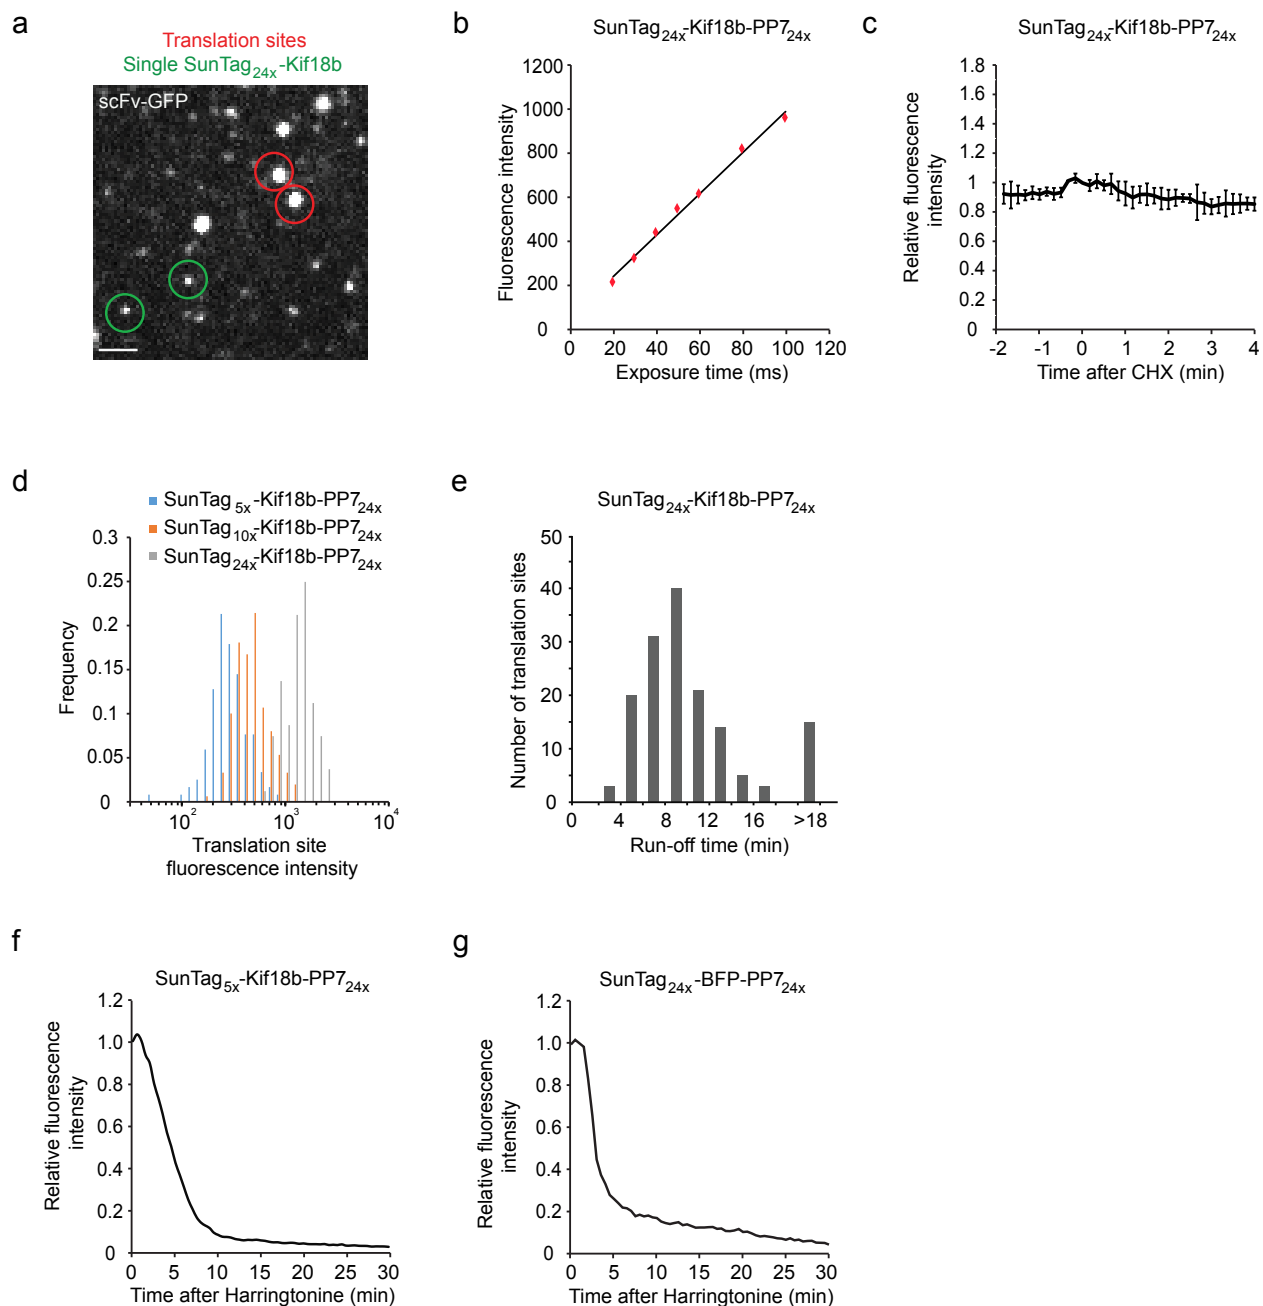 a
Translation sites
Single SunTag24x-Kif18b
scFv-GFP
b
SunTag24x-Kif18b-PP724x
Fluorescence intensity
1200
1000
800
600
400
200
0
0 20 40 60 80 100 120
Exposure time (ms)
c
SunTag24x-Kif18b-PP724x
Relative fluorescence
intensity
1.8
1.6
1.4
1.2
1
0.8
0.6
0.4
0.2
0
-2 -1 0 1 2 3 4
Time after CHX (min)
d
SunTag5x-Kif18b-PP724x
SunTag10x-Kif18b-PP724x
SunTag24x-Kif18b-PP724x
Frequency
0.3
0.25
0.2
0.15
0.1
0.05
0
10^2 10^3 10^4
Translation site
fluorescence intensity
e
SunTag24x-Kif18b-PP724x
Number of translation sites
50
40
30
20
10
0
0 4 8 12 16 >18
Run-off time (min)
f
SunTag5x-Kif18b-PP724x
Relative fluorescence
intensity
1.2
1.0
0.8
0.6
0.4
0.2
0
0 5 10 15 20 25 30
Time after Harringtonine (min)
g
SunTag24x-BFP-PP724x
Relative fluorescence
intensity
1.2
1.0
0.8
0.6
0.4
0.2
0
0 5 10 15 20 25 30
Time after Harringtonine (min)